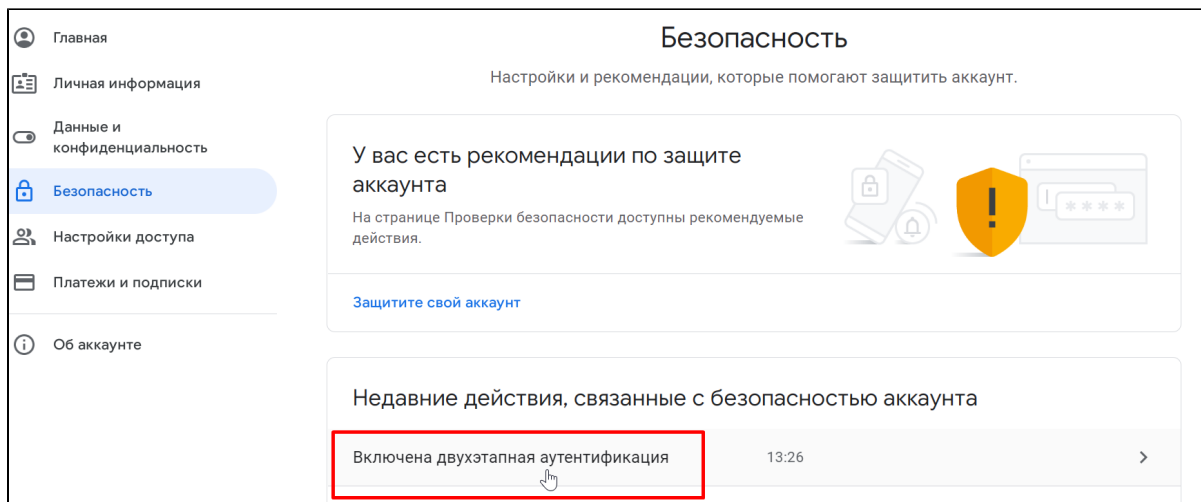 Главная
Личная информация
Данные и
конфиденциальность
Безопасность
Настройки доступа
Платежи и подписки
Об аккаунте
Безопасность
Настройки и рекомендации, которые помогают защитить аккаунт.
У вас есть рекомендации по защите
аккаунта
На странице Проверки безопасности доступны рекомендуемые
действия.
****
Защитите свой аккаунт
Недавние действия, связанные с безопасностью аккаунта
Включена двухэтапная аутентификация 13:26